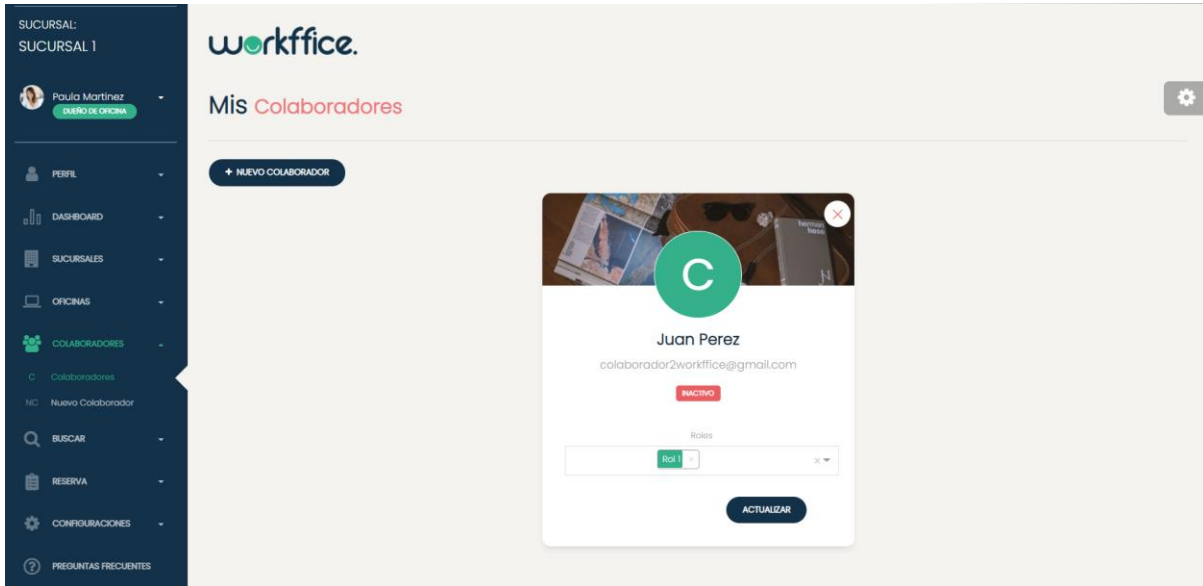 SUCURSAL:
SUCURSAL 1
Paula Martinez
DUEÑO DE OFICINA
PERFIL
DASHBOARD
SUCURSALES
OFICINAS
COLABORADORES
C Colaboradores
NC Nuevo Colaborador
BUSCAR
RESERVA
CONFIGURACIONES
? PREGUNTAS FRECUENTES
workffice.
Mis Colaboradores
+ NUEVO COLABORADOR
herman
C
Juan Perez
colaborador2workffice@gmail.com
INACTIVO
Roles
Rol 1 ×
ACTUALIZAR